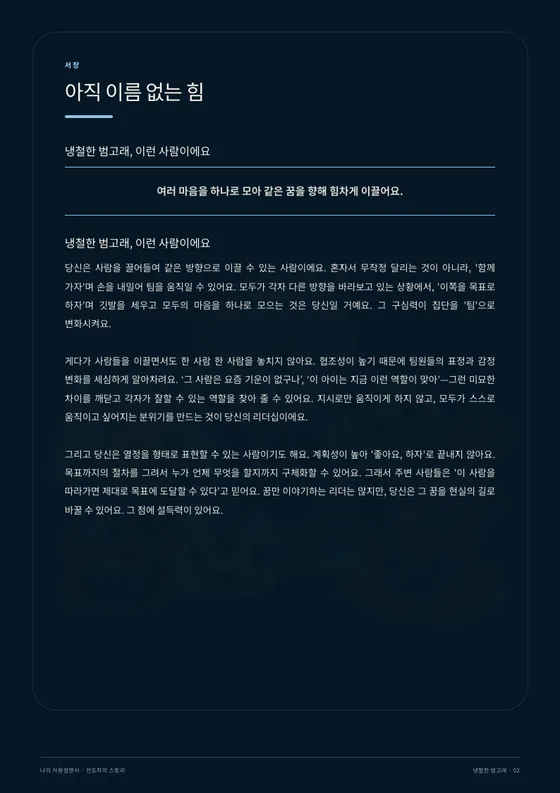 서장
아직 이름 없는 힘
냉철한 범고래, 이런 사람이에요
여러 마음을 하나로 모아 같은 꿈을 향해 힘차게 이끌어요.
냉철한 범고래, 이런 사람이에요
당신은 사람을 끌어들여 같은 방향으로 이끌 수 있는 사람이에요. 혼자서 무작정 달리는 것이 아니라, '함께
가자'며 손을 내밀어 팀을 움직일 수 있어요. 모두가 각자 다른 방향을 바라보고 있는 상황에서, '이쪽을 목표로
하자'며 깃발을 세우고 모두의 마음을 하나로 모으는 것은 당신일 거예요. 그 구심력이 집단을 '팀'으로
변화시켜요.
게다가 사람들을 이끌면서도 한 사람 한 사람을 놓치지 않아요. 협조성이 높기 때문에 팀원들의 표정과 감정
변화를 세심하게 알아차려요. '그 사람은 요즘 기운이 없구나', '이 아이는 지금 이런 역할이 맞아'—그런 미묘한
차이를 깨닫고 각자가 잘할 수 있는 역할을 찾아 줄 수 있어요. 지시로만 움직이게 하지 않고, 모두가 스스로
움직이고 싶어지는 분위기를 만드는 것이 당신의 리더십이에요.
그리고 당신은 열정을 형태로 표현할 수 있는 사람이기도 해요. 계획성이 높아 '좋아요, 하자'로 끝내지 않아요.
목표까지의 절차를 그려서 누가 언제 무엇을 할지까지 구체화할 수 있어요. 그래서 주변 사람들은 '이 사람을
따라가면 제대로 목표에 도달할 수 있다'고 믿어요. 꿈만 이야기하는 리더는 많지만, 당신은 그 꿈을 현실의 길로
바꿀 수 있어요. 그 점에 설득력이 있어요.
나의 사용설명서 · 선도자의 스토리
냉철한 범고래 · 02